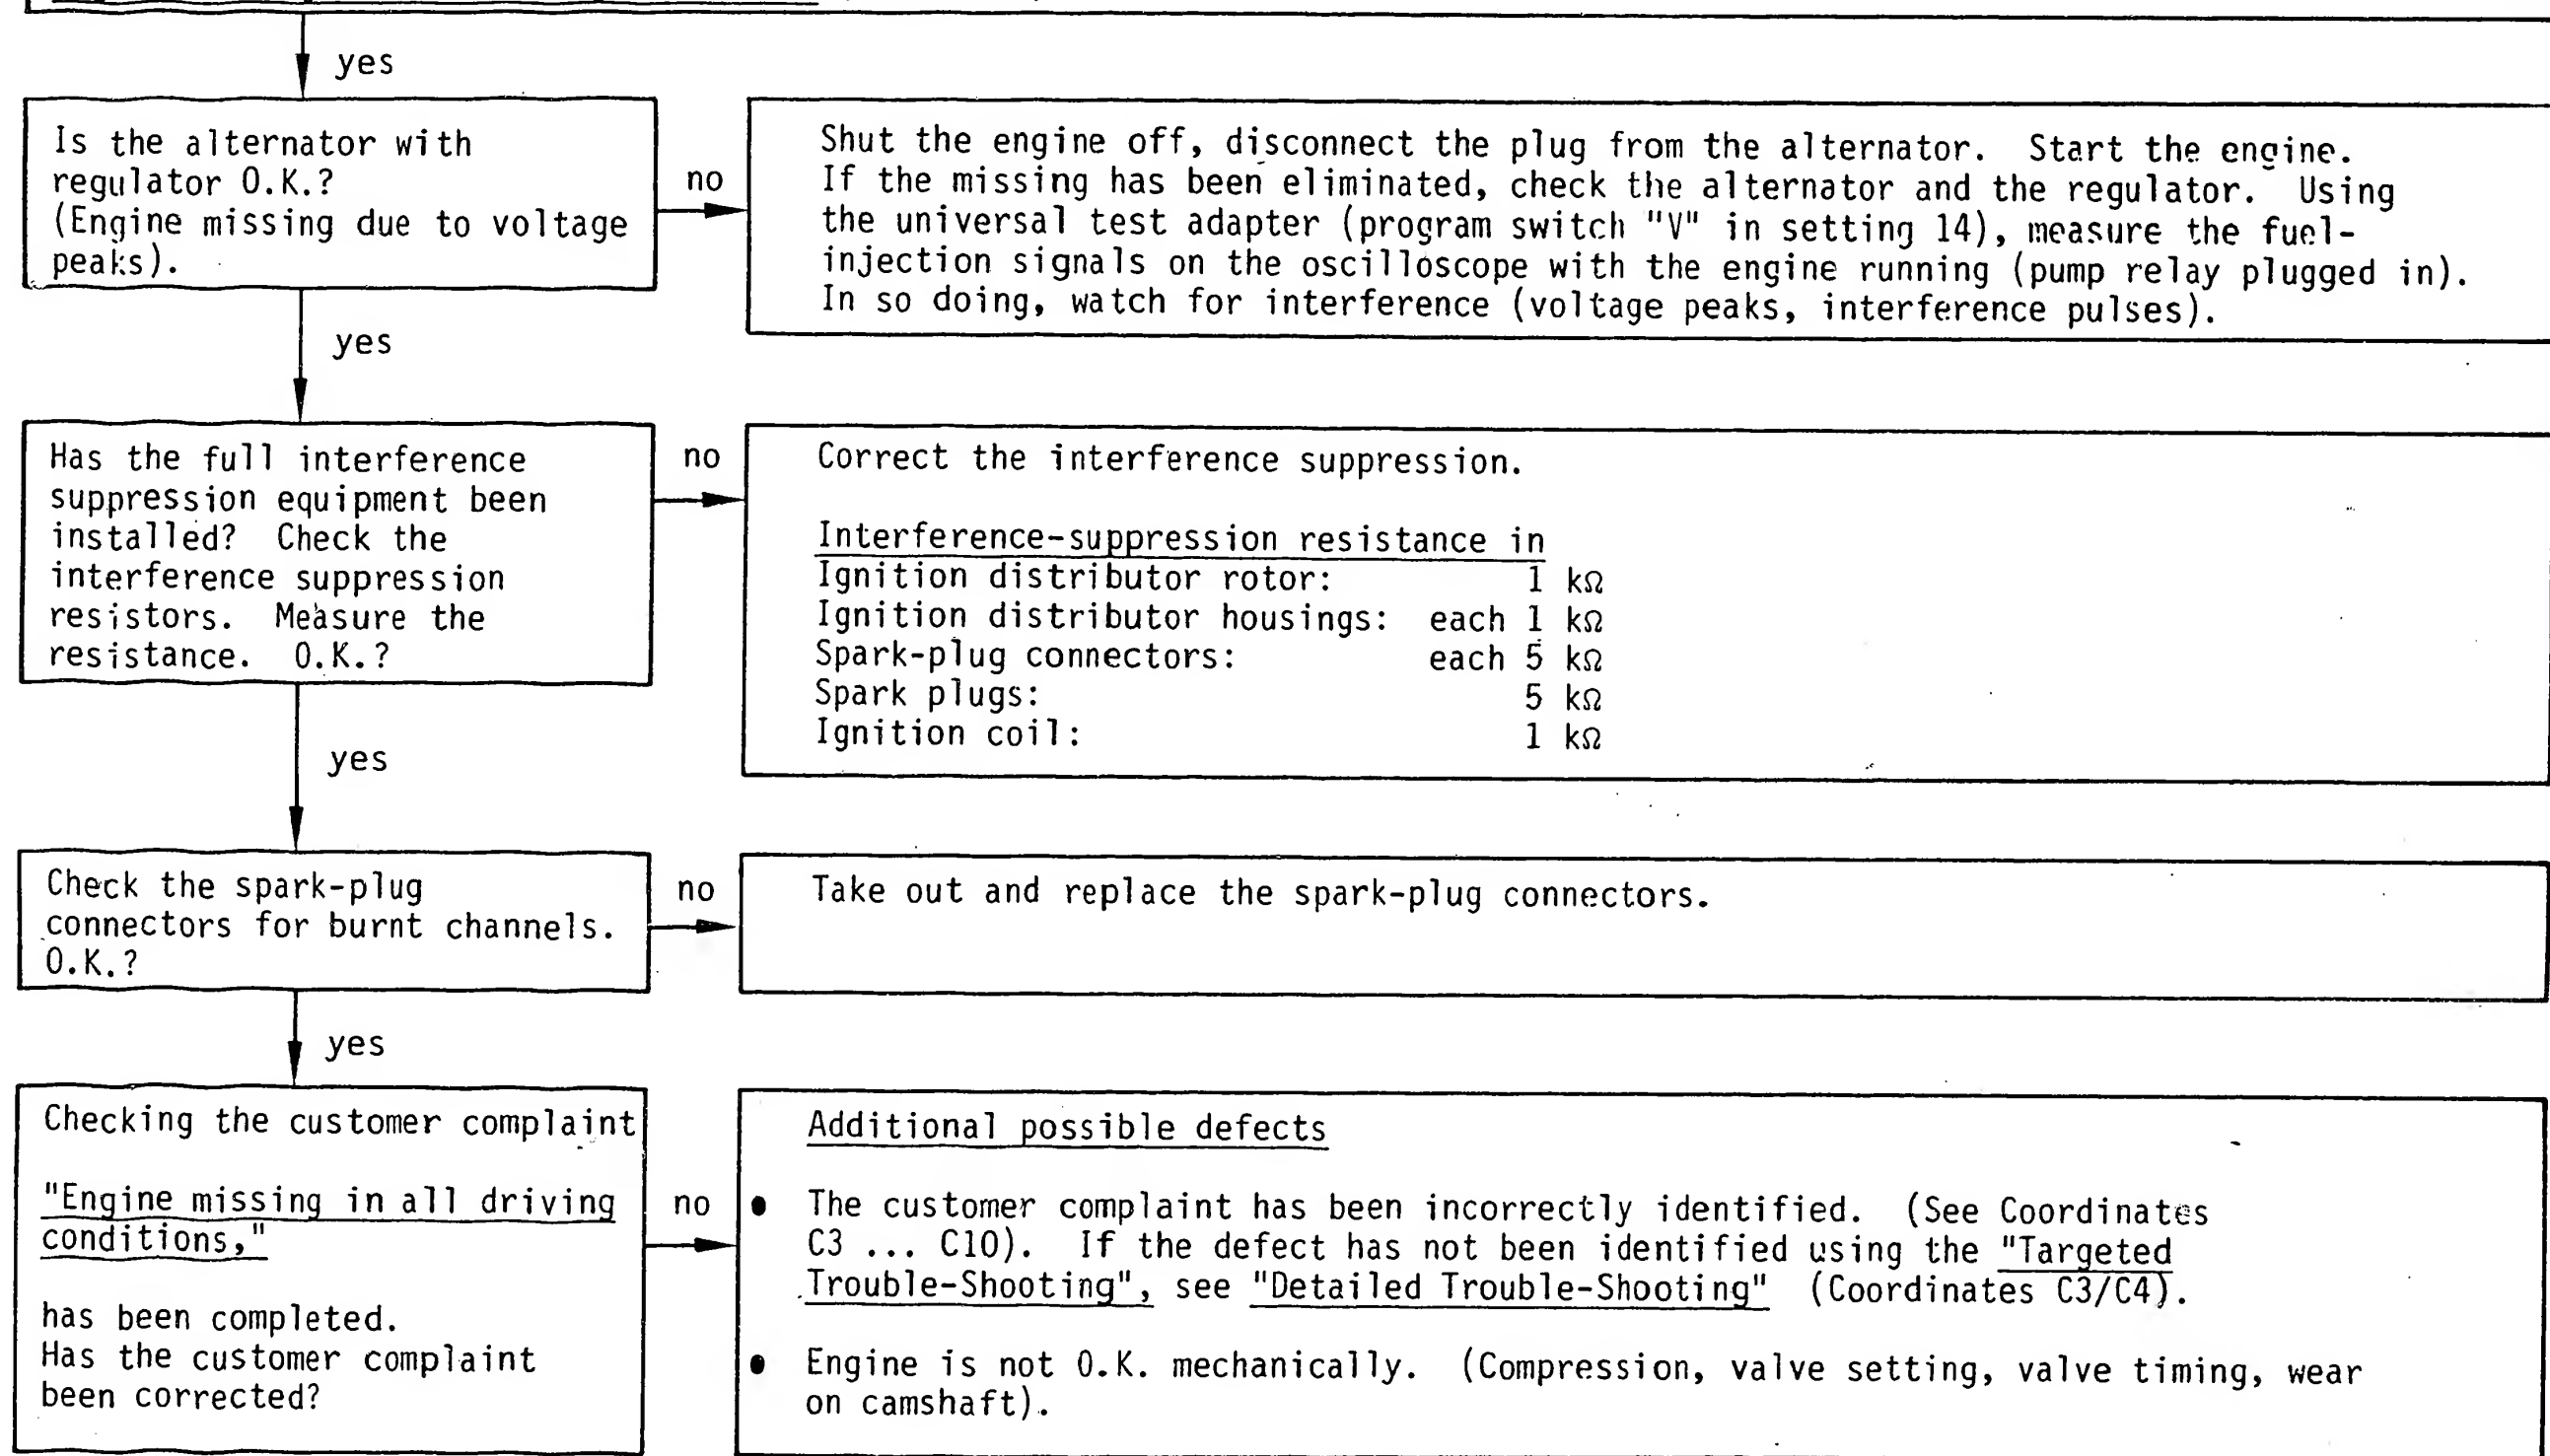 yes
Is the alternator with
regulator O.K.?
(Engine missing due to voltage
peaks).
no
Shut the engine off, disconnect the plug from the alternator. Start the engine.
If the missing has been eliminated, check the alternator and the regulator. Using
the universal test adapter (program switch "V" in setting 14), measure the fuel-
injection signals on the oscilloscope with the engine running (pump relay plugged in).
In so doing, watch for interference (voltage peaks, interference pulses).
yes
Has the full interference
suppression equipment been
installed? Check the
interference suppression
resistors. Measure the
resistance. O.K.?
no
Correct the interference suppression.
Interference-suppression resistance in
Ignition distributor rotor: 1 kΩ
Ignition distributor housings: each 1 kΩ
Spark-plug connectors: each 5 kΩ
Spark plugs: 5 kΩ
Ignition coil: 1 kΩ
yes
Check the spark-plug
connectors for burnt channels.
O.K.?
no
Take out and replace the spark-plug connectors.
yes
Checking the customer complaint
"Engine missing in all driving
conditions,"
has been completed.
Has the customer complaint
been corrected?
no
Additional possible defects
● The customer complaint has been incorrectly identified. (See Coordinates
C3 ... C10). If the defect has not been identified using the "Targeted
Trouble-Shooting", see "Detailed Trouble-Shooting" (Coordinates C3/C4).
● Engine is not O.K. mechanically. (Compression, valve setting, valve timing, wear
on camshaft).